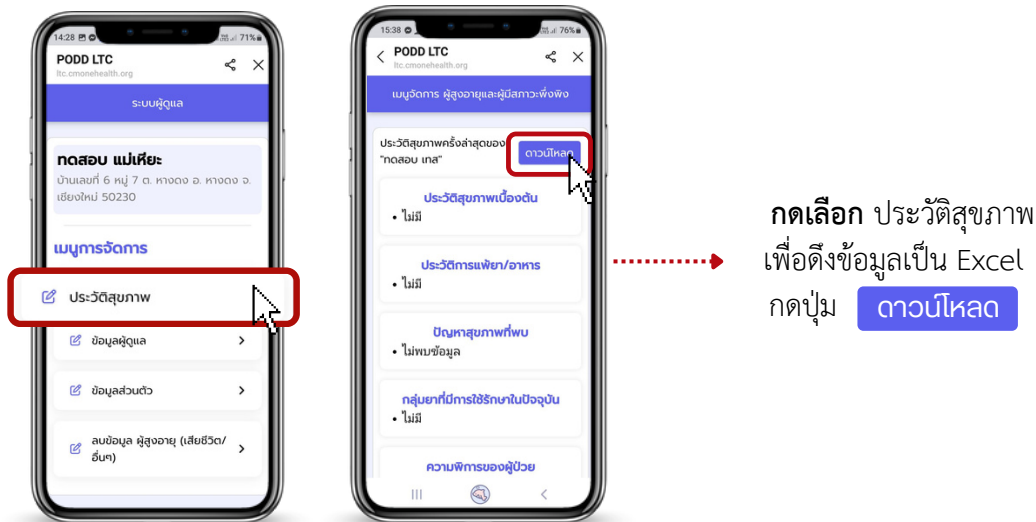 14:28
71%
PODD LTC
ltc.cmonehealth.org
ระบบผู้ดูแล
ทดสอบ แม่เหียะ
บ้านเลขที่ 6 หมู่ 7 ต. หางดง อ. หางดง จ.
เชียงใหม่ 50230
เมนูการจัดการ
ประวัติสุขภาพ
ข้อมูลผู้ดูแล
ข้อมูลส่วนตัว
ลบข้อมูล ผู้สูงอายุ (เสียชีวิต/
อื่นๆ)
15:38
76%
PODD LTC
ltc.cmonehealth.org
เมนูจัดการ ผู้สูงอายุและผู้มีสภาวะพึ่งพิง
ประวัติสุขภาพครั้งล่าสุดของ
"ทดสอบ เทส"
ดาวน์โหลด
ประวัติสุขภาพเบื้องต้น
• ไม่มี
ประวัติการแพ้ยา/อาหาร
• ไม่มี
ปัญหาสุขภาพที่พบ
• ไม่พบข้อมูล
กลุ่มยาที่มีการใช้รักษาในปัจจุบัน
• ไม่มี
ความพิการของผู้ป่วย
กดเลือก ประวัติสุขภาพ
เพื่อดึงข้อมูลเป็น Excel
กดปุ่ม ดาวน์โหลด